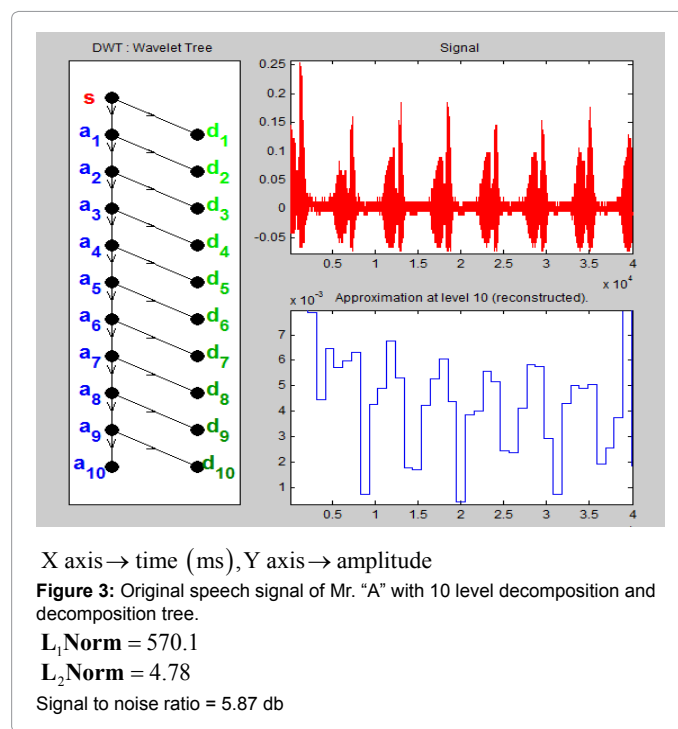 DWT : Wavelet Tree
s
a1 d1
a2 d2
a3 d3
a4 d4
a5 d5
a6 d6
a7 d7
a8 d8
a9 d9
a10 d10
Signal
0.25
0.2
0.15
0.1
0.05
0
-0.05
0.5 1 1.5 2 2.5 3 3.5 4
x 10^4
x 10^-3 Approximation at level 10 (reconstructed).
7
6
5
4
3
2
1
0.5 1 1.5 2 2.5 3 3.5 4
X axis → time (ms), Y axis → amplitude
Figure 3: Original speech signal of Mr. “A” with 10 level decomposition and
decomposition tree.
L1Norm = 570.1
L2Norm = 4.78
Signal to noise ratio = 5.87 db